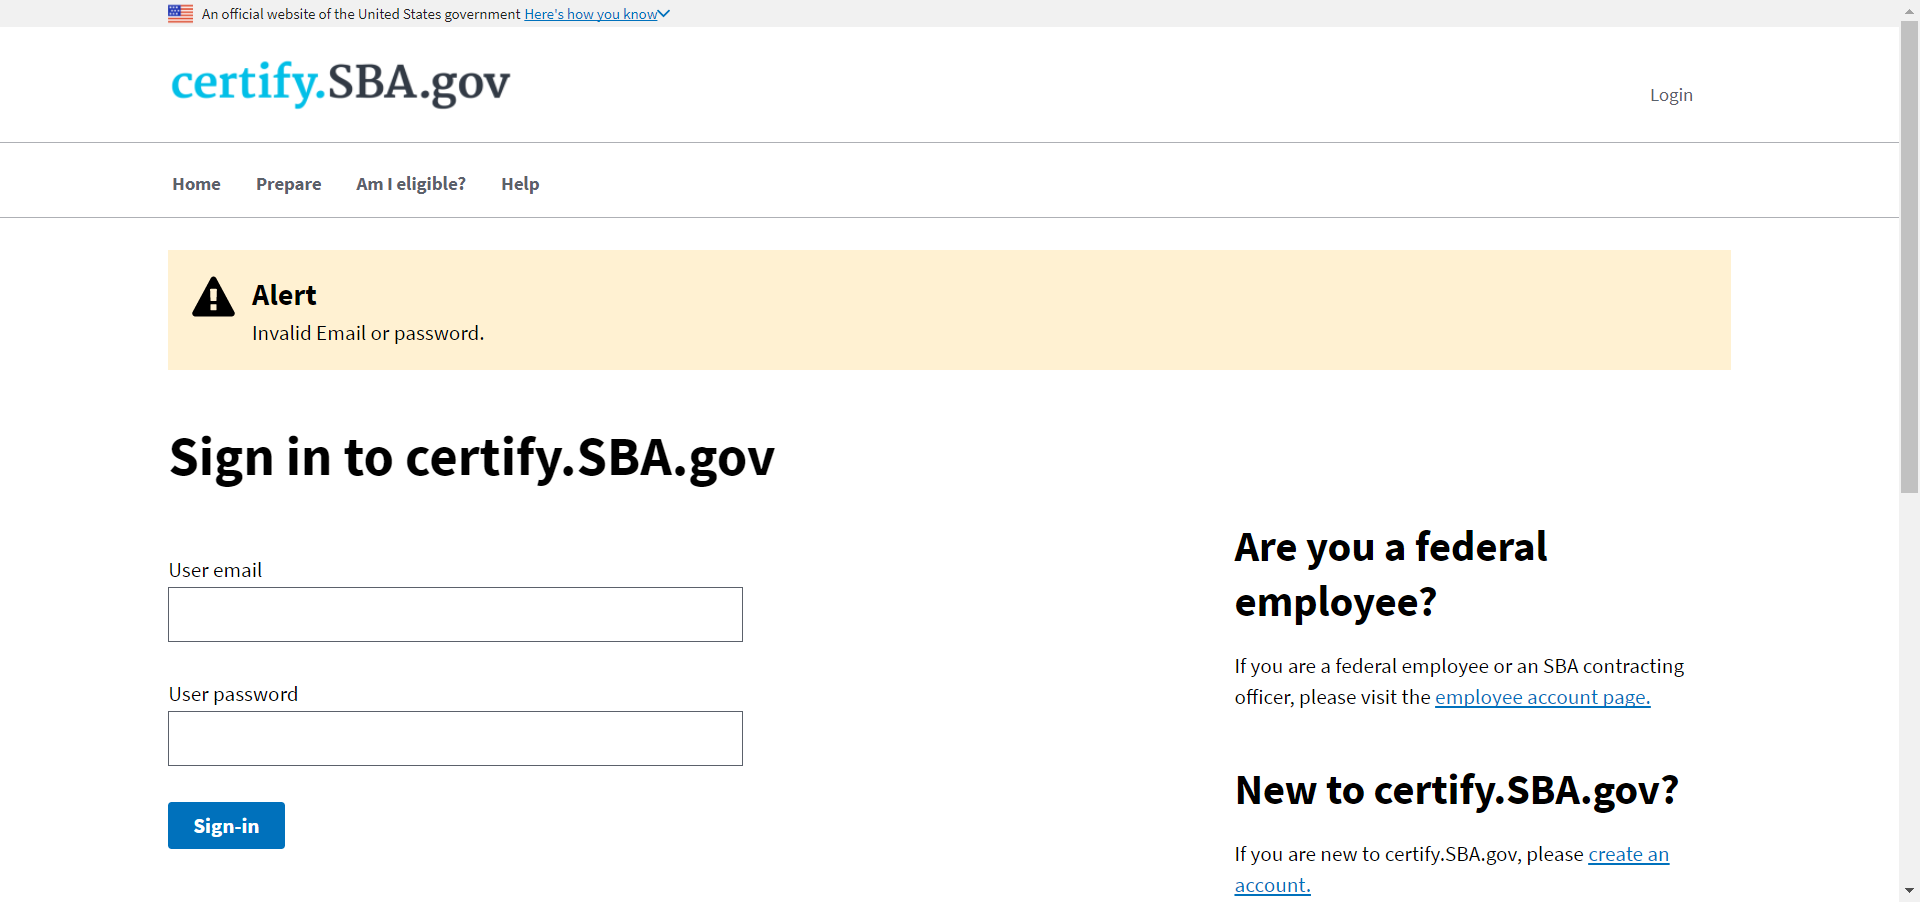 An official website of the United States government Here's how you know
certify.SBA.gov
Login
Home Prepare Am I eligible? Help
Alert
Invalid Email or password.
Sign in to certify.SBA.gov
User email
User password
Sign-in
Are you a federal
employee?
If you are a federal employee or an SBA contracting
officer, please visit the employee account page.
New to certify.SBA.gov?
If you are new to certify.SBA.gov, please create an
account.